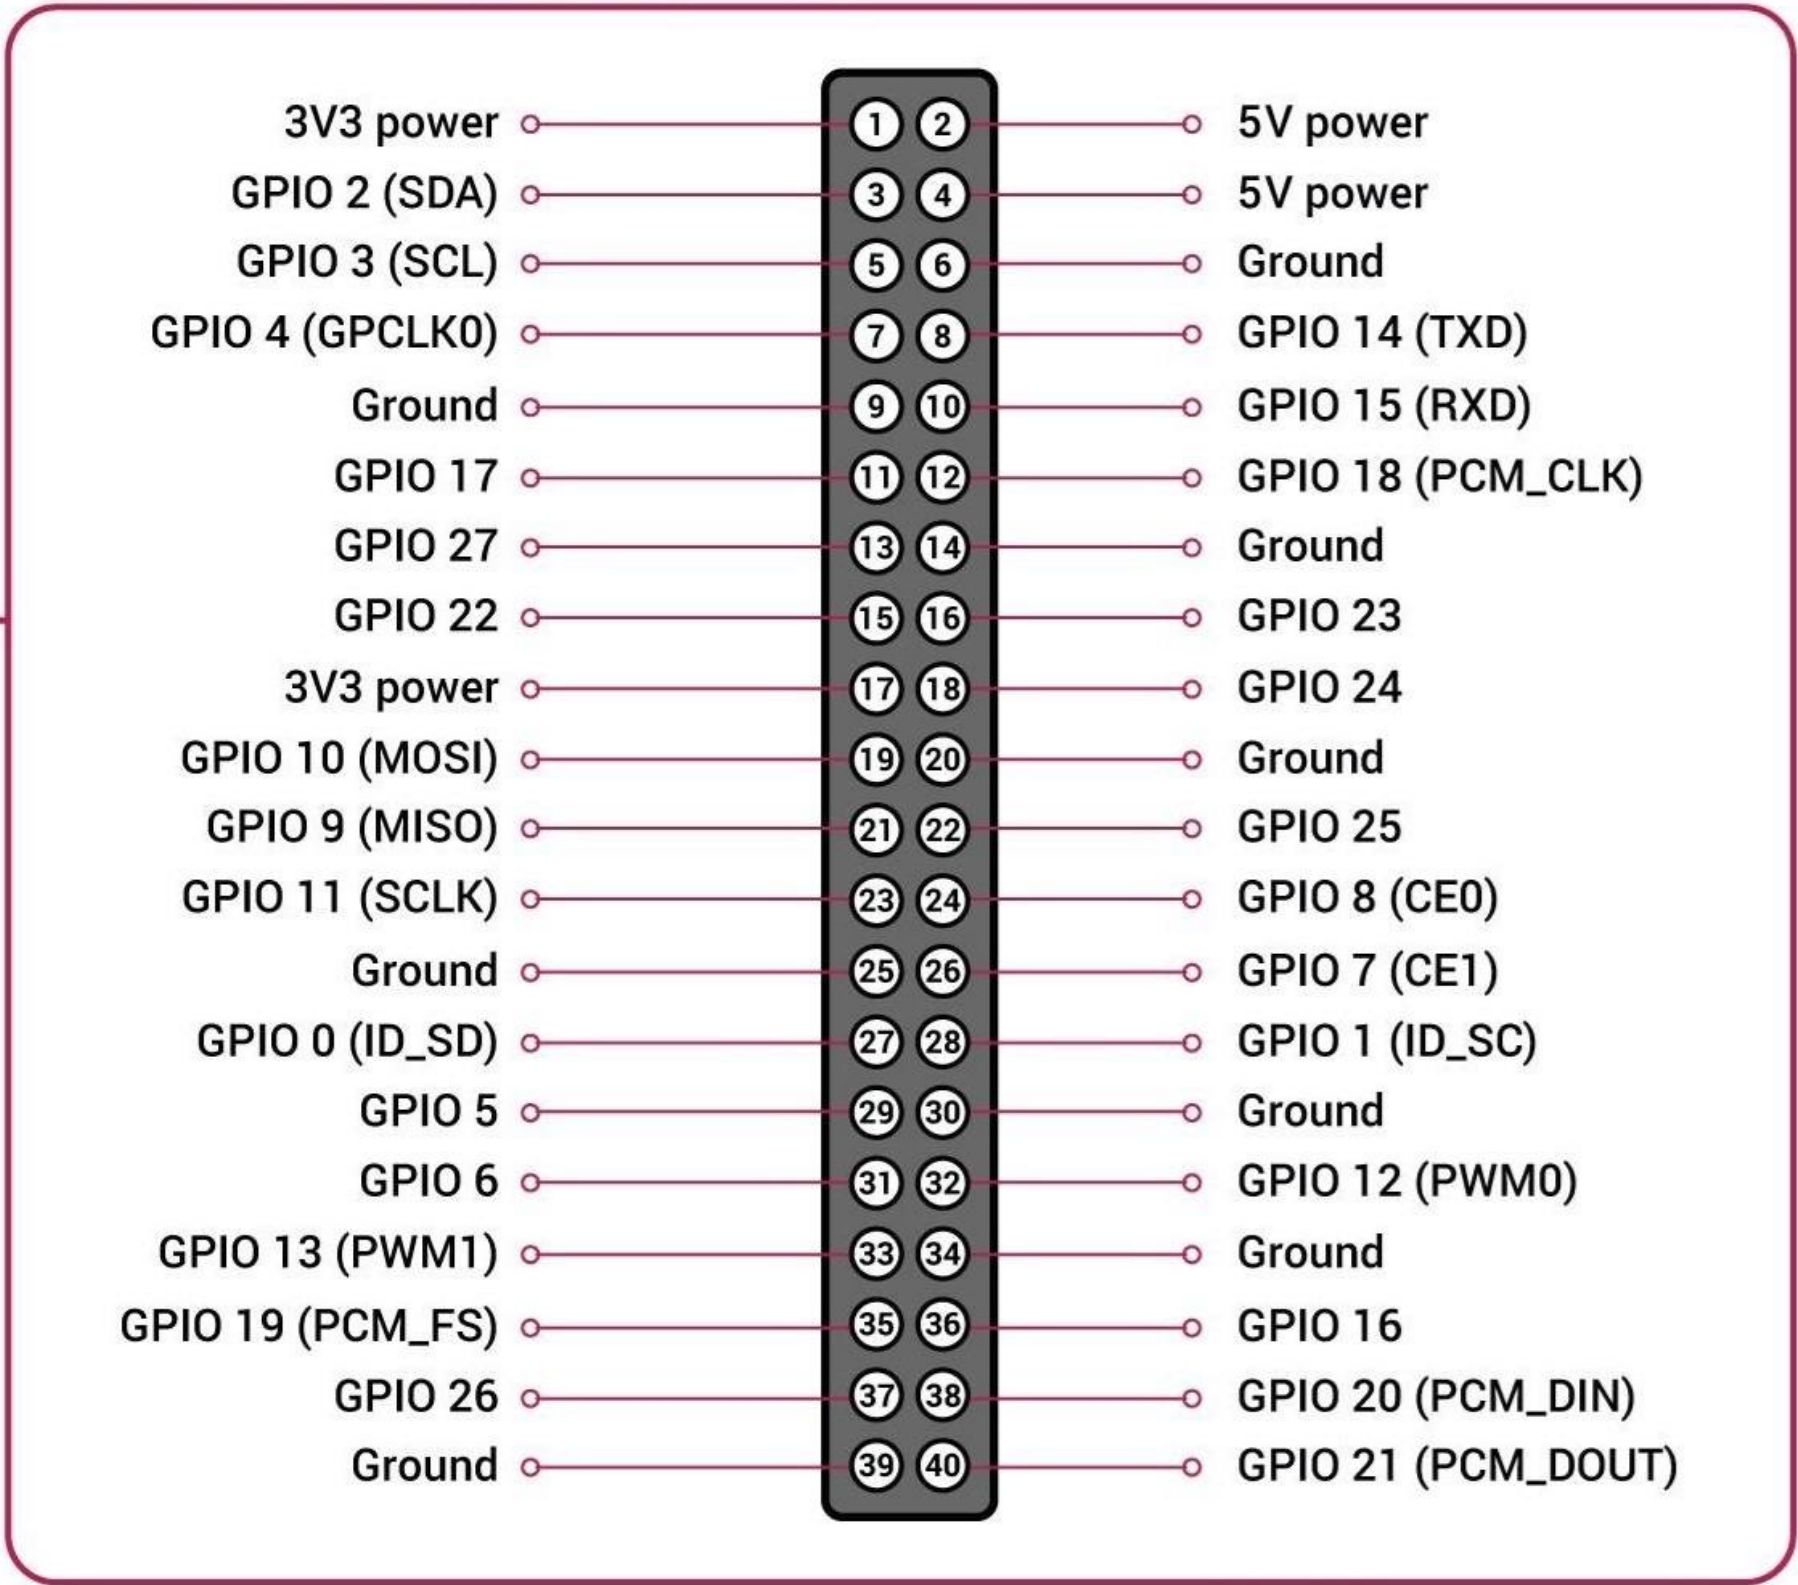 3V3 power 1 2 5V power
GPIO 2 (SDA) 3 4 5V power
GPIO 3 (SCL) 5 6 Ground
GPIO 4 (GPCLK0) 7 8 GPIO 14 (TXD)
Ground 9 10 GPIO 15 (RXD)
GPIO 17 11 12 GPIO 18 (PCM_CLK)
GPIO 27 13 14 Ground
GPIO 22 15 16 GPIO 23
3V3 power 17 18 GPIO 24
GPIO 10 (MOSI) 19 20 Ground
GPIO 9 (MISO) 21 22 GPIO 25
GPIO 11 (SCLK) 23 24 GPIO 8 (CE0)
Ground 25 26 GPIO 7 (CE1)
GPIO 0 (ID_SD) 27 28 GPIO 1 (ID_SC)
GPIO 5 29 30 Ground
GPIO 6 31 32 GPIO 12 (PWM0)
GPIO 13 (PWM1) 33 34 Ground
GPIO 19 (PCM_FS) 35 36 GPIO 16
GPIO 26 37 38 GPIO 20 (PCM_DIN)
Ground 39 40 GPIO 21 (PCM_DOUT)